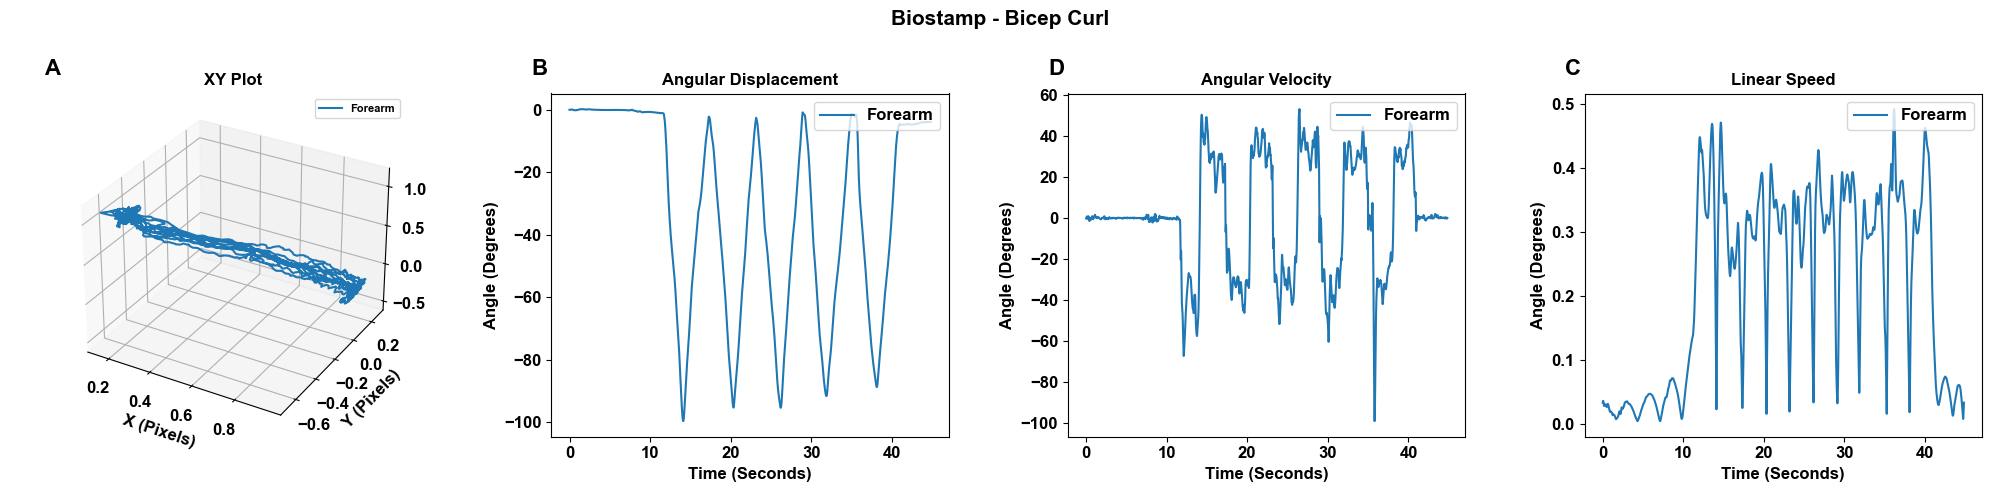 Biostamp - Bicep Curl
A
XY Plot
Forearm
1.0
0.5
0.0
−0.5
0.2
0.0
−0.2
−0.4
−0.6
Y (Pixels)
0.2
0.4
0.6
0.8
X (Pixels)
B
Angular Displacement
Forearm
0
−20
−40
−60
−80
−100
Angle (Degrees)
0
10
20
30
40
Time (Seconds)
D
Angular Velocity
Forearm
60
40
20
0
−20
−40
−60
−80
−100
Angle (Degrees)
0
10
20
30
40
Time (Seconds)
C
Linear Speed
Forearm
0.5
0.4
0.3
0.2
0.1
0.0
Angle (Degrees)
0
10
20
30
40
Time (Seconds)